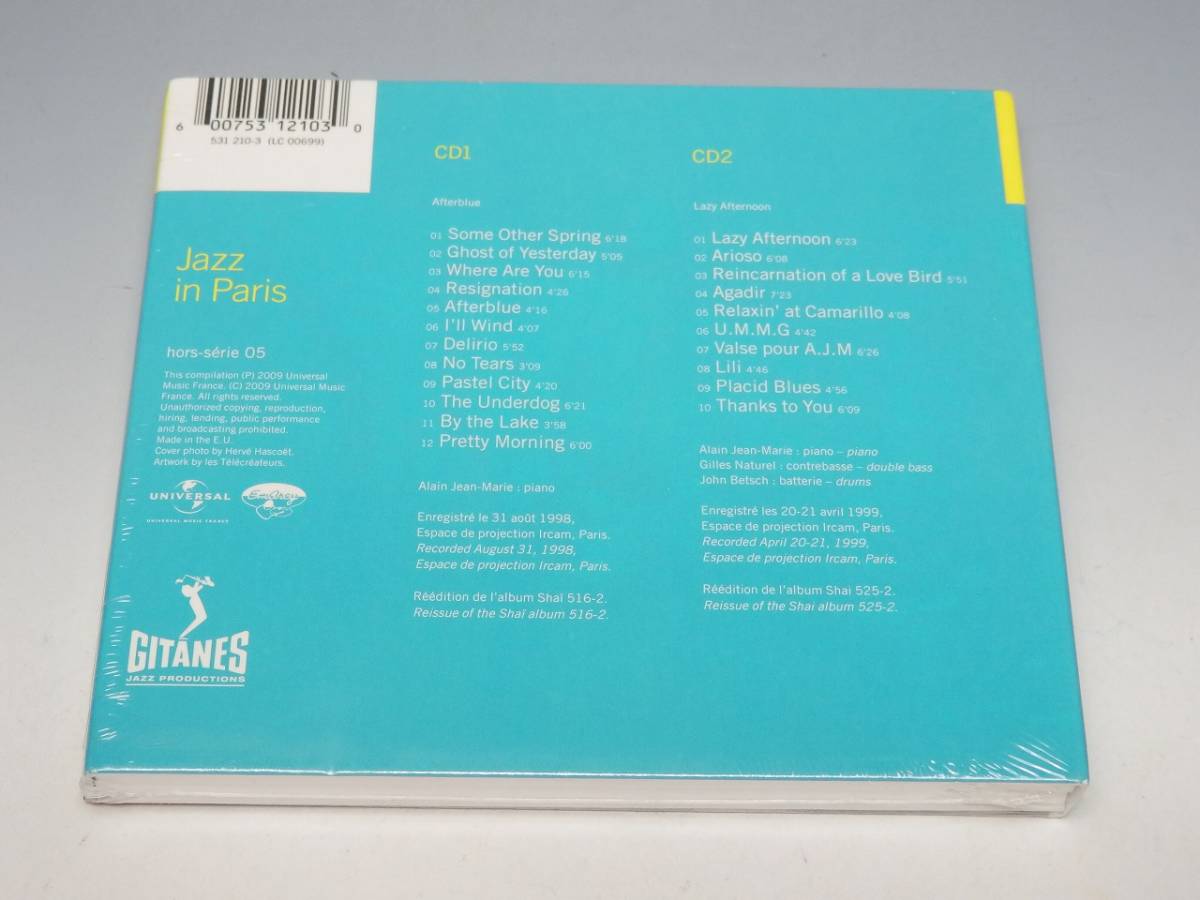 6 00753 12103 0
531 210-3 (LC 00699)
Jazz
in Paris
hors-série 05
This compilation (P) 2009 Universal
Music France. (C) 2009 Universal Music
France. All rights reserved.
Unauthorized copying, reproduction,
hiring, lending, public performance
and broadcasting prohibited.
Made in the E.U.
Cover photo by Hervé Hascoët.
Artwork by les Télécréateurs.
UNIVERSAL
UNIVERSAL MUSIC FRANCE
EmArcy
GITANES
JAZZ PRODUCTIONS
CD1
Afterblue
01 Some Other Spring 6'18
02 Ghost of Yesterday 5'05
03 Where Are You 6'15
04 Resignation 4'26
05 Afterblue 4'16
06 I'll Wind 4'07
07 Delirio 5'52
08 No Tears 3'09
09 Pastel City 4'20
10 The Underdog 6'21
11 By the Lake 3'58
12 Pretty Morning 6'00
Alain Jean-Marie : piano
Enregistré le 31 août 1998,
Espace de projection Ircam, Paris.
Recorded August 31, 1998,
Espace de projection Ircam, Paris.
Réédition de l'album Shaï 516-2.
Reissue of the Shaï album 516-2.
CD2
Lazy Afternoon
01 Lazy Afternoon 6'23
02 Arioso 6'08
03 Reincarnation of a Love Bird 5'51
04 Agadir 7'23
05 Relaxin' at Camarillo 4'08
06 U.M.M.G 4'42
07 Valse pour A.J.M 6'26
08 Lili 4'46
09 Placid Blues 4'56
10 Thanks to You 6'09
Alain Jean-Marie : piano – piano
Gilles Naturel : contrebasse – double bass
John Betsch : batterie – drums
Enregistré les 20-21 avril 1999,
Espace de projection Ircam, Paris.
Recorded April 20-21, 1999,
Espace de projection Ircam, Paris.
Réédition de l'album Shai 525-2.
Reissue of the Shai album 525-2.